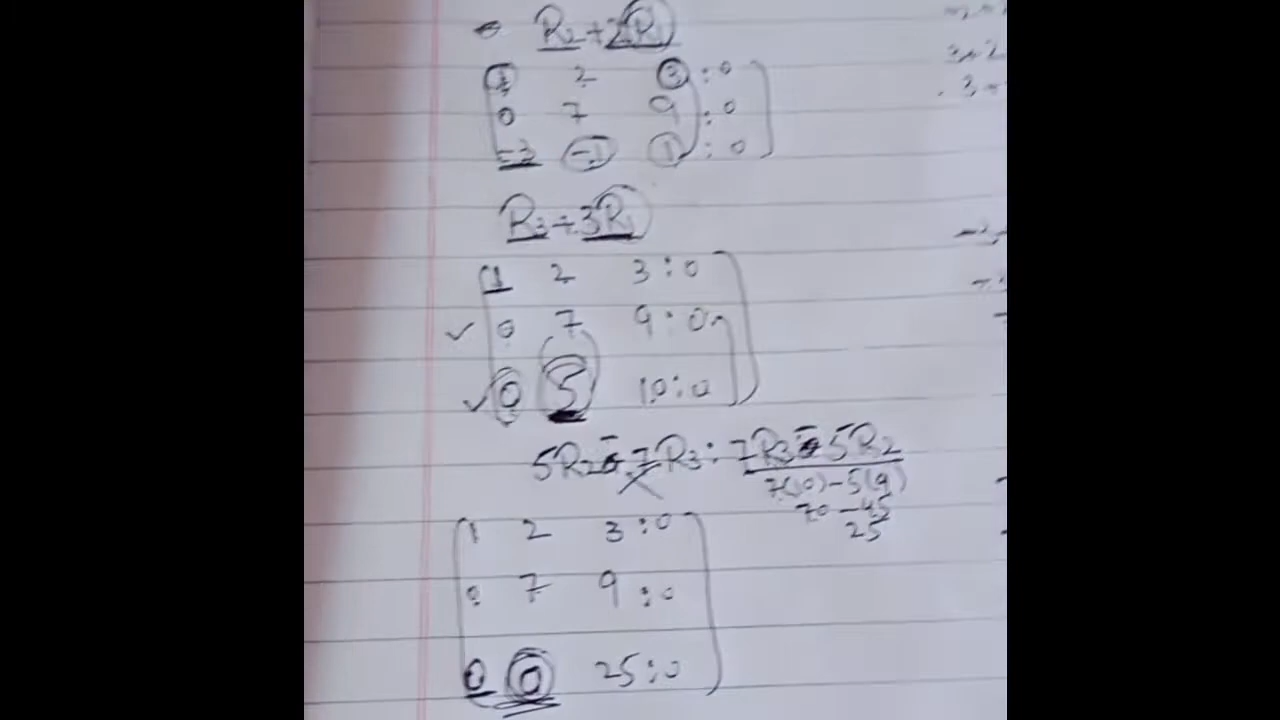 R₂+2R₁
1 2 3 : 0
0 7 9 : 0
-3 -1 1 : 0
R₃+3R₁
1 2 3 : 0
0 7 9 : 0
0 5 10 : 0
5R₂-7R₃ : 7R₃-5R₂
7(10)-5(9)
70-45
25
1 2 3 : 0
0 7 9 : 0
0 0 25 : 0